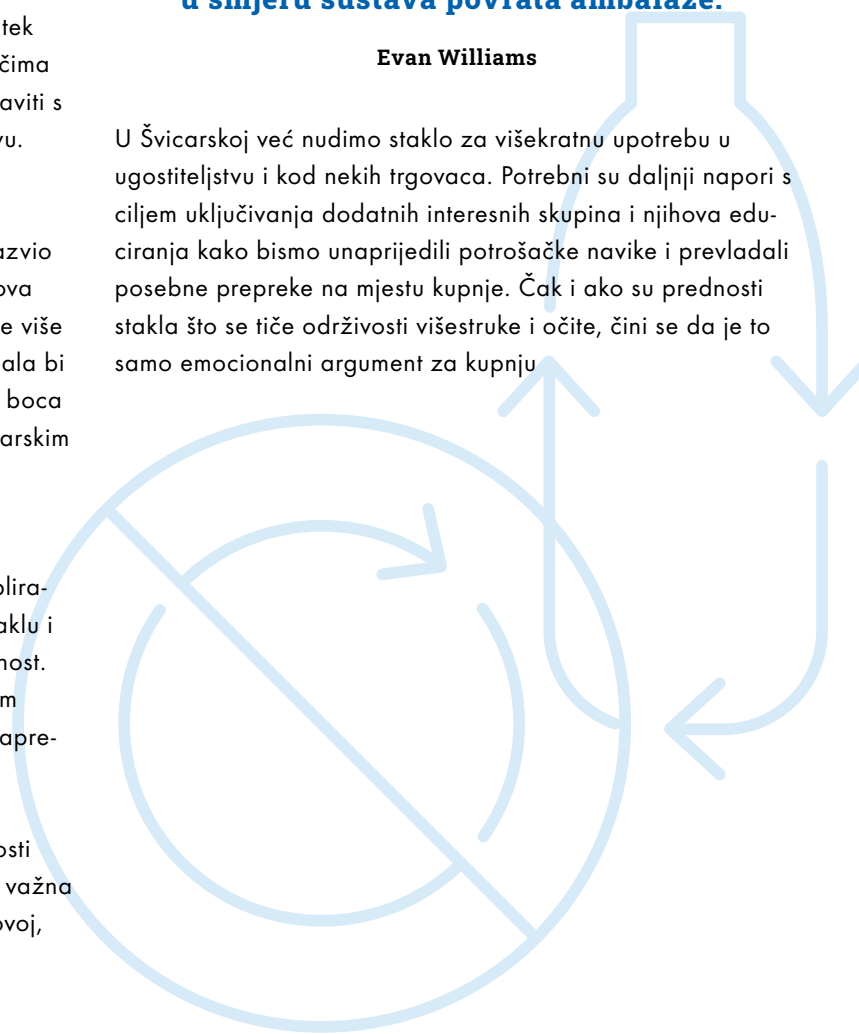 tek
čima
aviti s
vu.
azvio
ova
e više
ala bi
boca
arskim
plira-
aklu i
nost.
m
apre-
osti
važna
ovoj,
u smjeru sustava povrata ambalaže.
Evan Williams
U Švicarskoj već nudimo staklo za višekratnu upotrebu u
ugostiteljstvu i kod nekih trgovaca. Potrebni su daljnji napori s
ciljem uključivanja dodatnih interesnih skupina i njihova edu-
ciranja kako bismo unaprijedili potrošačke navike i prevladali
posebne prepreke na mjestu kupnje. Čak i ako su prednosti
stakla što se tiče održivosti višestruke i očite, čini se da je to
samo emocionalni argument za kupnju